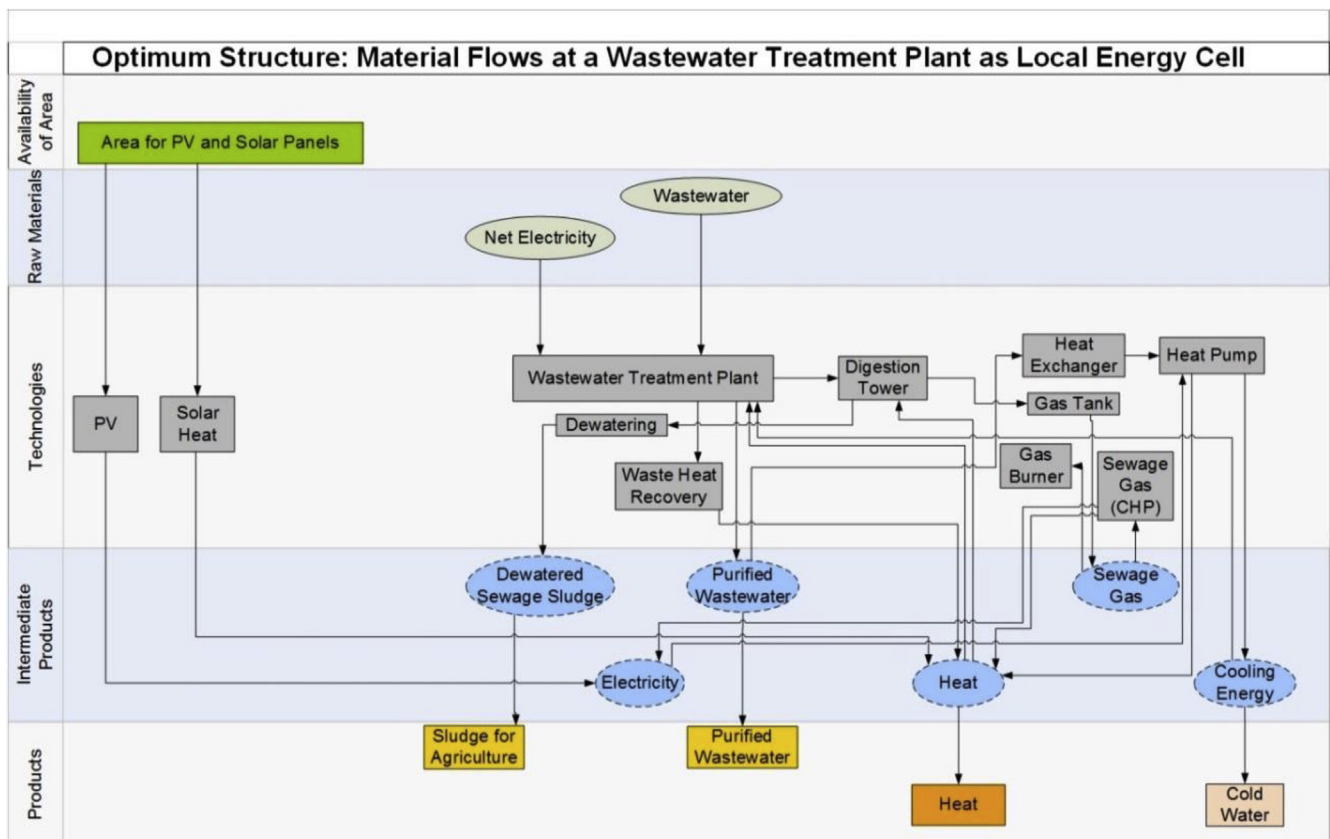 Optimum Structure: Material Flows at a Wastewater Treatment Plant as Local Energy Cell
Availability
of Area
Area for PV and Solar Panels
Raw Materials
Wastewater
Net Electricity
Technologies
PV
Solar
Heat
Wastewater Treatment Plant
Digestion
Tower
Heat
Exchanger
Heat Pump
Gas Tank
Dewatering
Waste Heat
Recovery
Gas
Burner
Sewage
Gas
(CHP)
Intermediate
Products
Dewatered
Sewage Sludge
Purified
Wastewater
Sewage
Gas
Electricity
Heat
Cooling
Energy
Products
Sludge for
Agriculture
Purified
Wastewater
Heat
Cold
Water